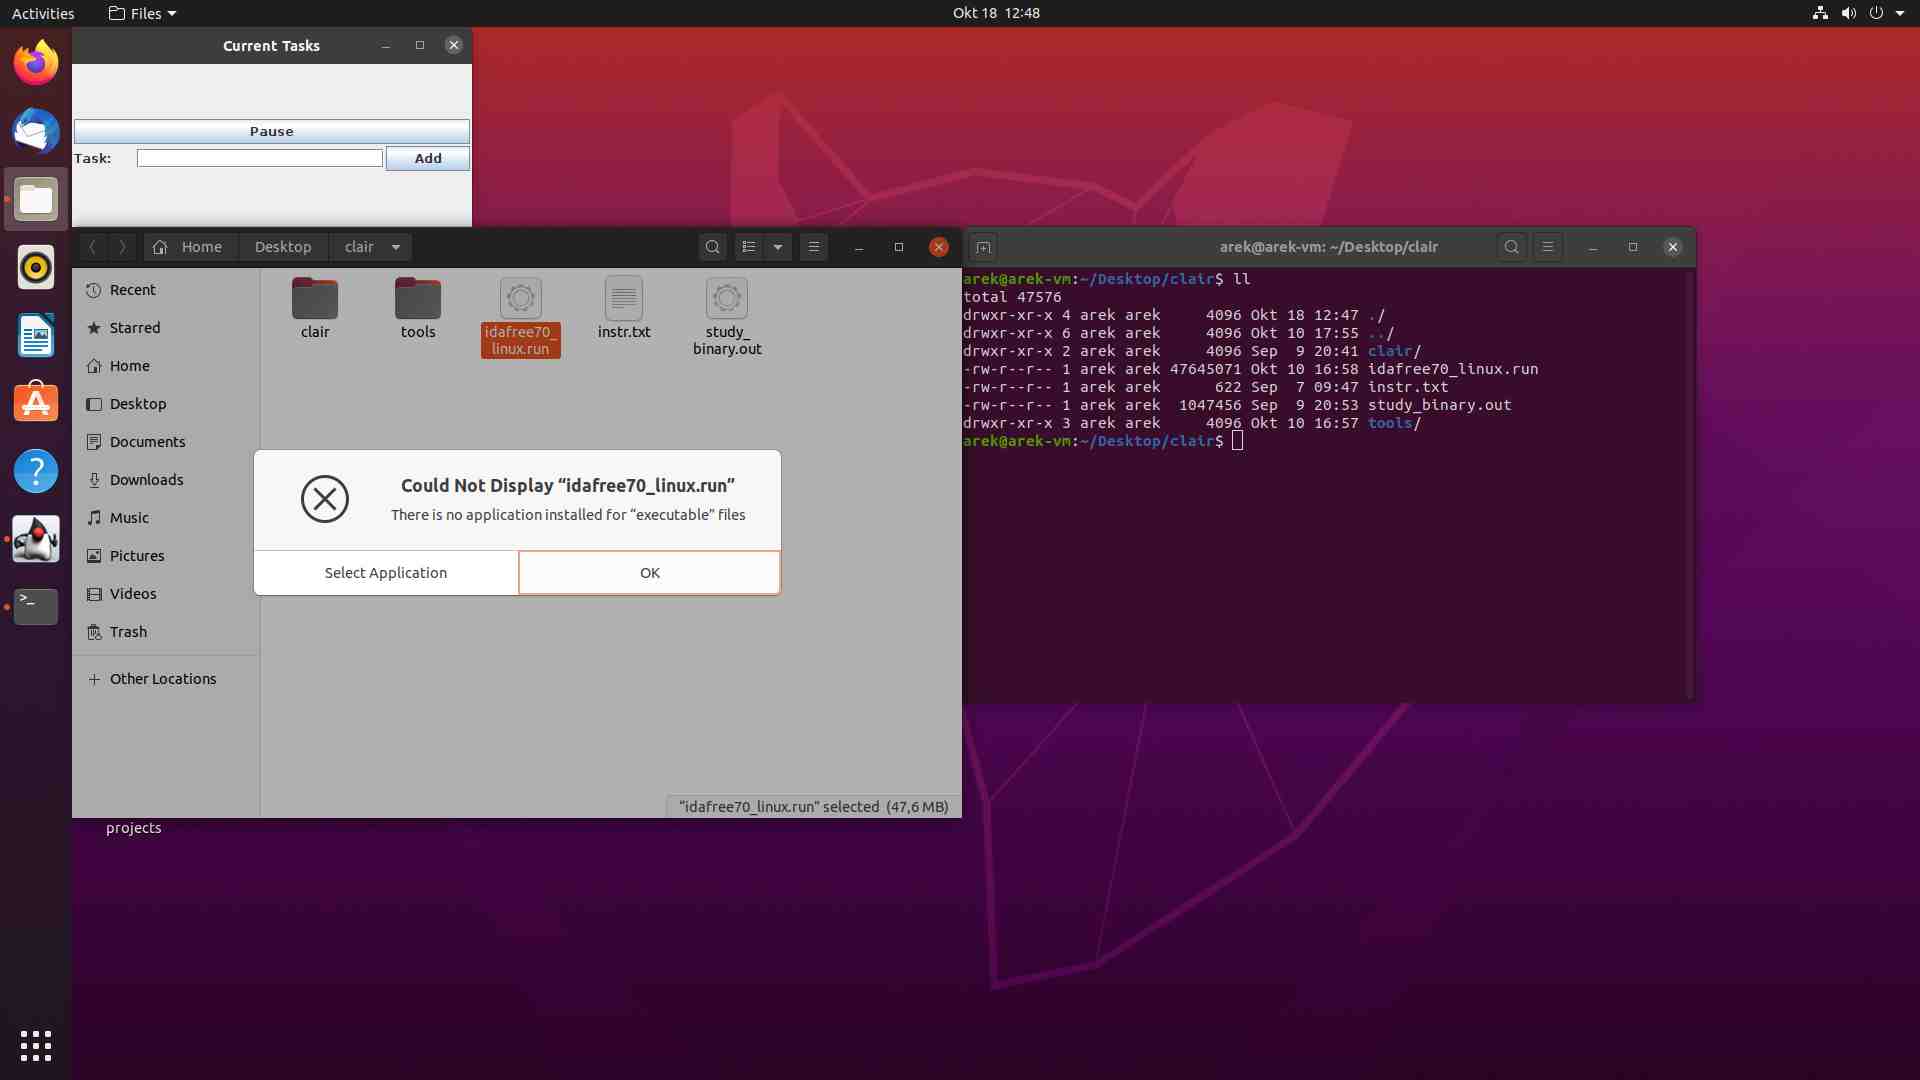 Activities Files Okt 18 12:48
Current Tasks
Pause
Task: Add
Home Desktop clair
Recent
Starred
Home
Desktop
Documents
Downloads
Music
Pictures
Videos
Trash
Other Locations
clair
tools
idafree70_
linux.run
instr.txt
study_
binary.out
Could Not Display “idafree70_linux.run”
There is no application installed for “executable” files
Select Application OK
“idafree70_linux.run” selected (47,6 MB)
projects
arek@arek-vm: ~/Desktop/clair
arek@arek-vm:~/Desktop/clair$ ll
total 47576
drwxr-xr-x 4 arek arek     4096 Okt 18 12:47 ./
drwxr-xr-x 6 arek arek     4096 Okt 10 17:55 ../
drwxr-xr-x 2 arek arek     4096 Sep  9 20:41 clair/
-rw-r--r-- 1 arek arek 47645071 Okt 10 16:58 idafree70_linux.run
-rw-r--r-- 1 arek arek      622 Sep  7 09:47 instr.txt
-rw-r--r-- 1 arek arek  1047456 Sep  9 20:53 study_binary.out
drwxr-xr-x 3 arek arek     4096 Okt 10 16:57 tools/
arek@arek-vm:~/Desktop/clair$